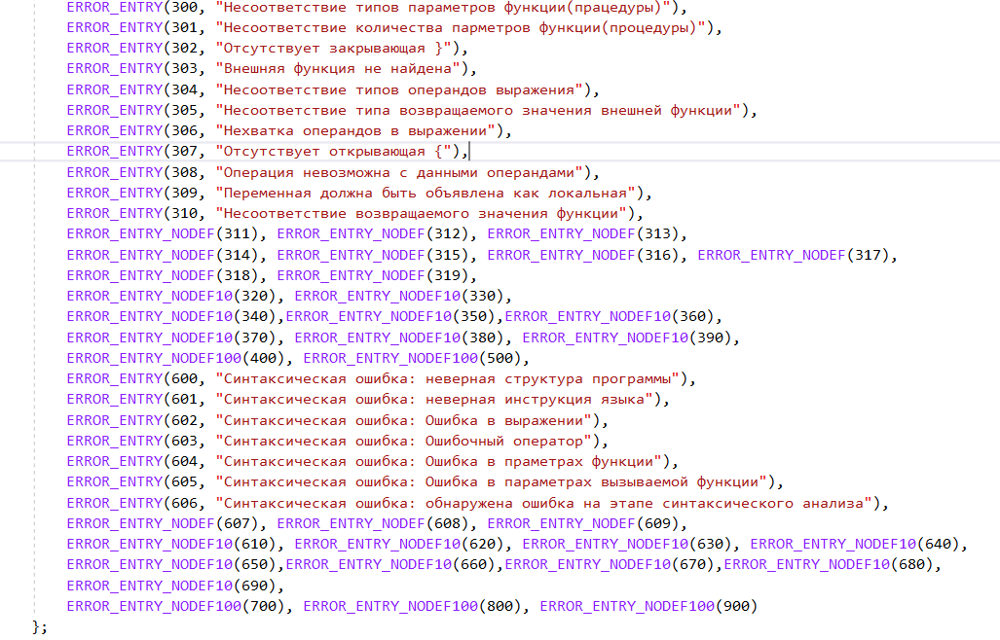 ERROR_ENTRY(300, "Несоответствие типов параметров функции(працедуры)"),
ERROR_ENTRY(301, "Несоответствие количества парметров функции(процедуры)"),
ERROR_ENTRY(302, "Отсутствует закрывающая }"),
ERROR_ENTRY(303, "Внешняя функция не найдена"),
ERROR_ENTRY(304, "Несоответствие типов операндов выражения"),
ERROR_ENTRY(305, "Несоответствие типа возвращаемого значения внешней функции"),
ERROR_ENTRY(306, "Нехватка операндов в выражении"),
ERROR_ENTRY(307, "Отсутствует открывающая {"),
ERROR_ENTRY(308, "Операция невозможна с данными операндами"),
ERROR_ENTRY(309, "Переменная должна быть объявлена как локальная"),
ERROR_ENTRY(310, "Несоответствие возвращаемого значения функции"),
ERROR_ENTRY_NODEF(311), ERROR_ENTRY_NODEF(312), ERROR_ENTRY_NODEF(313),
ERROR_ENTRY_NODEF(314), ERROR_ENTRY_NODEF(315), ERROR_ENTRY_NODEF(316), ERROR_ENTRY_NODEF(317),
ERROR_ENTRY_NODEF(318), ERROR_ENTRY_NODEF(319),
ERROR_ENTRY_NODEF10(320), ERROR_ENTRY_NODEF10(330),
ERROR_ENTRY_NODEF10(340),ERROR_ENTRY_NODEF10(350),ERROR_ENTRY_NODEF10(360),
ERROR_ENTRY_NODEF10(370), ERROR_ENTRY_NODEF10(380), ERROR_ENTRY_NODEF10(390),
ERROR_ENTRY_NODEF100(400), ERROR_ENTRY_NODEF100(500),
ERROR_ENTRY(600, "Синтаксическая ошибка: неверная структура программы"),
ERROR_ENTRY(601, "Синтаксическая ошибка: неверная инструкция языка"),
ERROR_ENTRY(602, "Синтаксическая ошибка: Ошибка в выражении"),
ERROR_ENTRY(603, "Синтаксическая ошибка: Ошибочный оператор"),
ERROR_ENTRY(604, "Синтаксическая ошибка: Ошибка в праметрах функции"),
ERROR_ENTRY(605, "Синтаксическая ошибка: Ошибка в параметрах вызываемой функции"),
ERROR_ENTRY(606, "Синтаксическая ошибка: обнаружена ошибка на этапе синтаксического анализа"),
ERROR_ENTRY_NODEF(607), ERROR_ENTRY_NODEF(608), ERROR_ENTRY_NODEF(609),
ERROR_ENTRY_NODEF10(610), ERROR_ENTRY_NODEF10(620), ERROR_ENTRY_NODEF10(630), ERROR_ENTRY_NODEF10(640),
ERROR_ENTRY_NODEF10(650),ERROR_ENTRY_NODEF10(660),ERROR_ENTRY_NODEF10(670),ERROR_ENTRY_NODEF10(680),
ERROR_ENTRY_NODEF10(690),
ERROR_ENTRY_NODEF100(700), ERROR_ENTRY_NODEF100(800), ERROR_ENTRY_NODEF100(900)
};